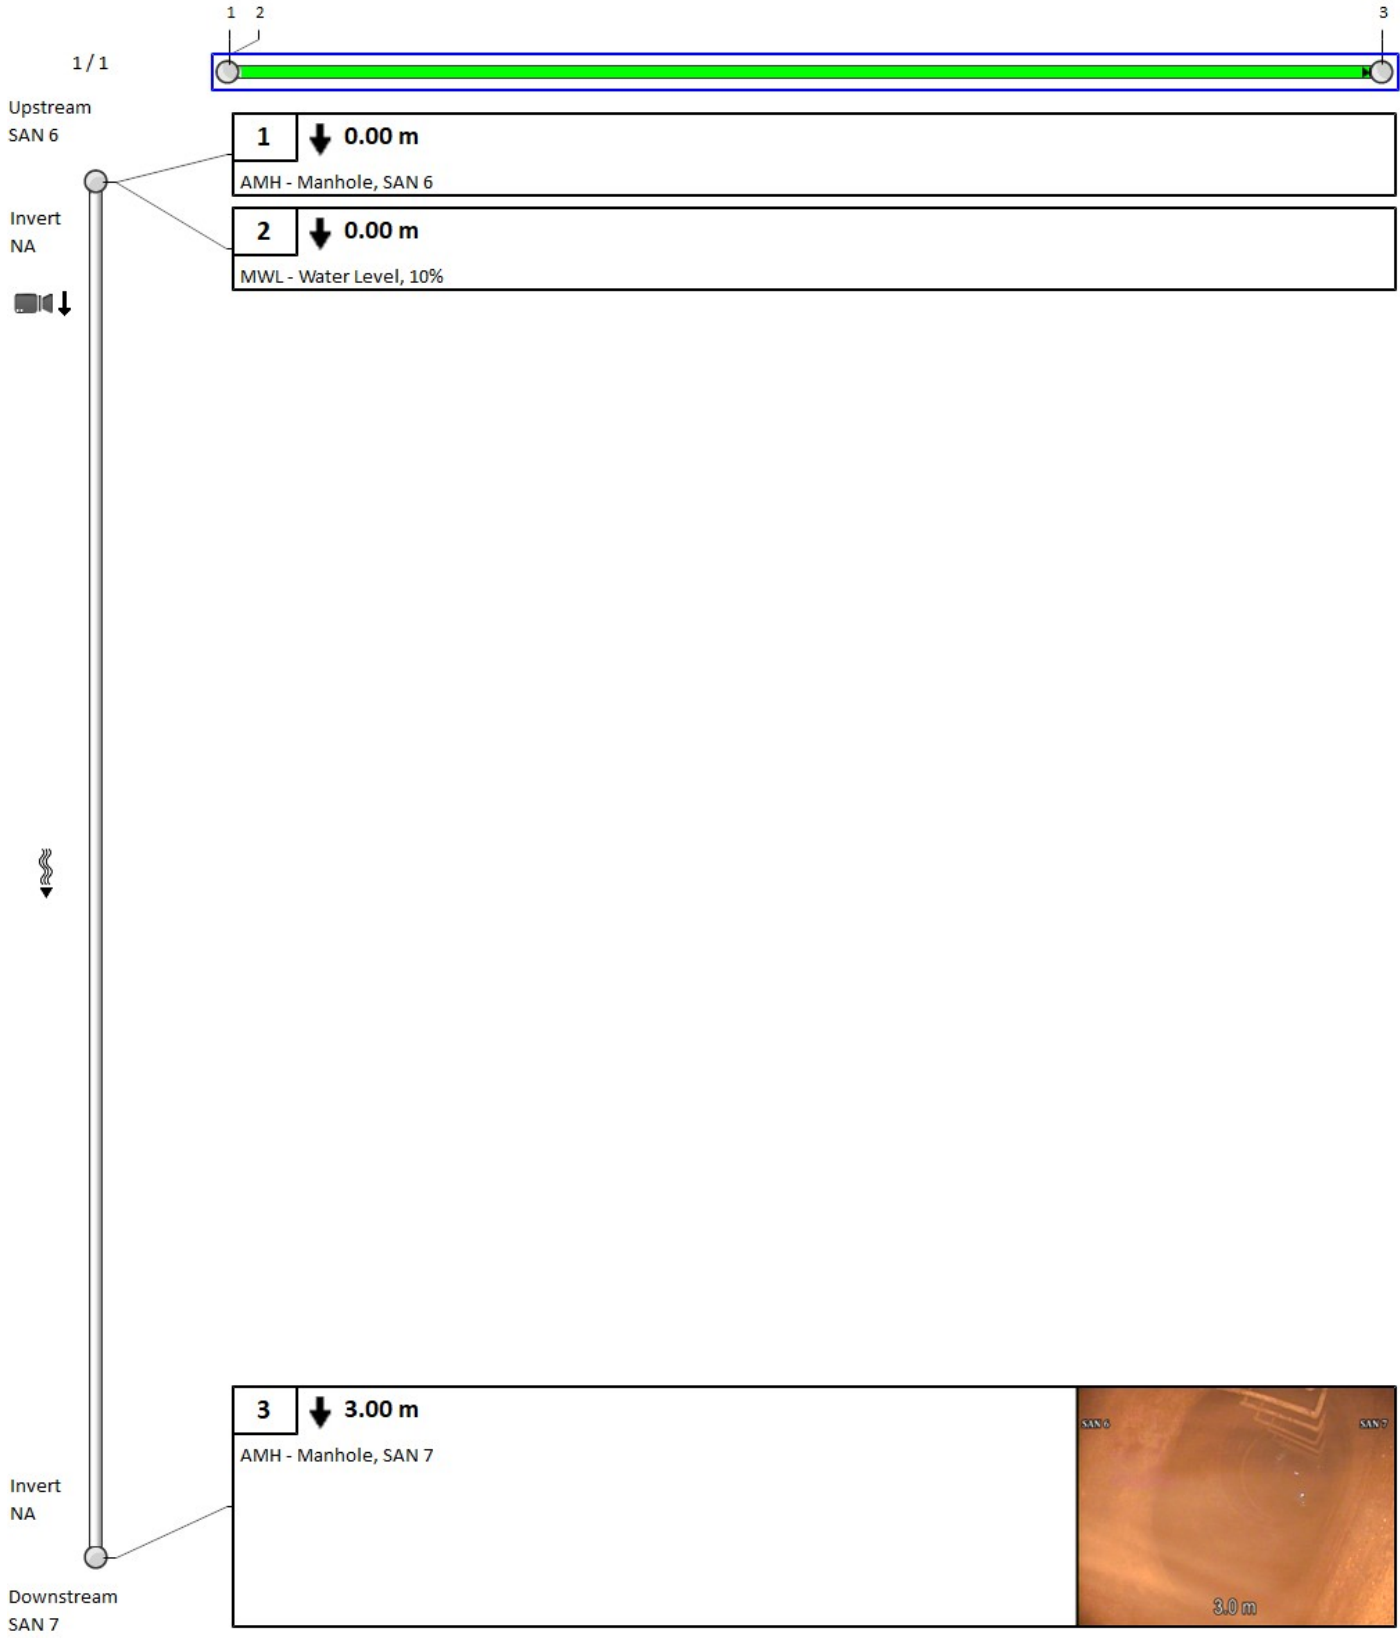 1 2 3
1 / 1
Upstream
SAN 6
1 0.00 m
AMH - Manhole, SAN 6
Invert
NA
2 0.00 m
MWL - Water Level, 10%
3 3.00 m
AMH - Manhole, SAN 7
SAN 6 SAN 7
3.0 m
Invert
NA
Downstream
SAN 7